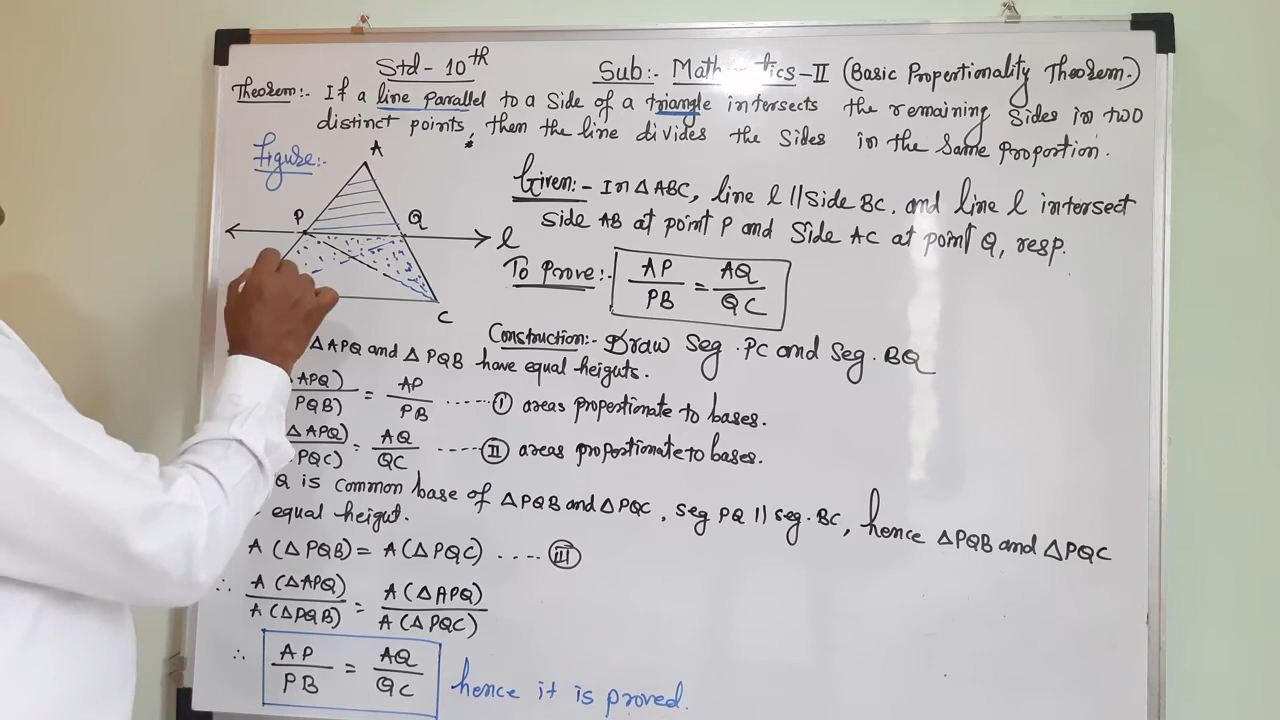 Std - 10th Sub:- Math tics-II (Basic Propertionality Theorem.)
Theorem:- If a line parallel to a side of a triangle intersects the remaining sides in two
distinct points, then the line divides the sides in the same proportion.
Figure:-
A
P
Q
l
C
Given:- In △ABC, line l || side BC, and line l intersect
side AB at point P and side AC at point Q, resp.
To Prove:- AP/PB = AQ/QC
Construction:- Draw seg.PC and seg.BQ
△APQ and △PQB have equal heiguts.
APQ)/PQB) = AP/PB ------ (I) areas propertionate to bases.
△APQ)/PQC) = AQ/QC ----- (II) areas proportionate to bases.
Q is common base of △PQB and △PQC, seg PQ || seg.BC, hence △PQB and △PQC
equal heigut.
A(△PQB) = A(△PQC) ---- (III)
∴ A(△APQ)/A(△PQB) = A(△APQ)/A(△PQC)
∴ AP/PB = AQ/QC hence it is proved.